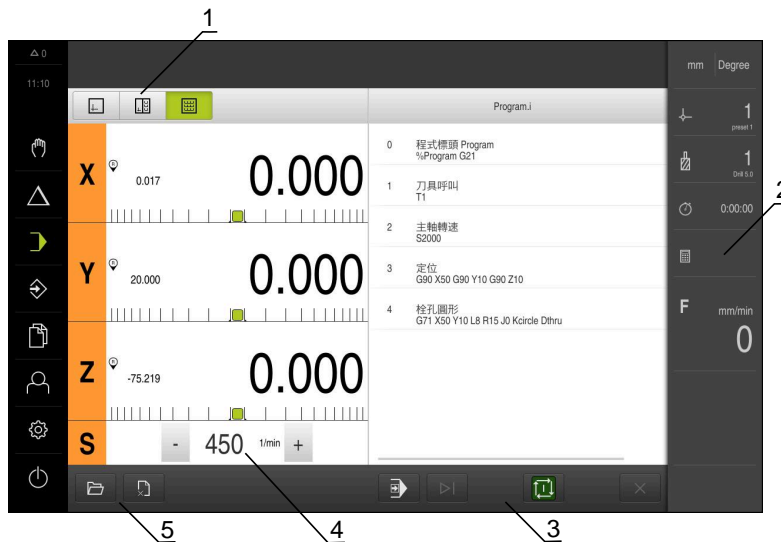 1
0
11:10
mm Degree
Program.i
1
preset 1
1
Drill 5.0
0:00:00
2
F mm/min
0
X R 0.017 0.000
Y R 20.000 0.000
Z R -75.219 0.000
S - 450 1/min +
0 程式標頭 Program
%Program G21
1 刀具呼叫
T1
2 主軸轉速
S2000
3 定位
G90 X50 G90 Y10 G90 Z10
4 栓孔圓形
G71 X50 Y10 L8 R15 J0 Kcircle Dthru
5
4
3